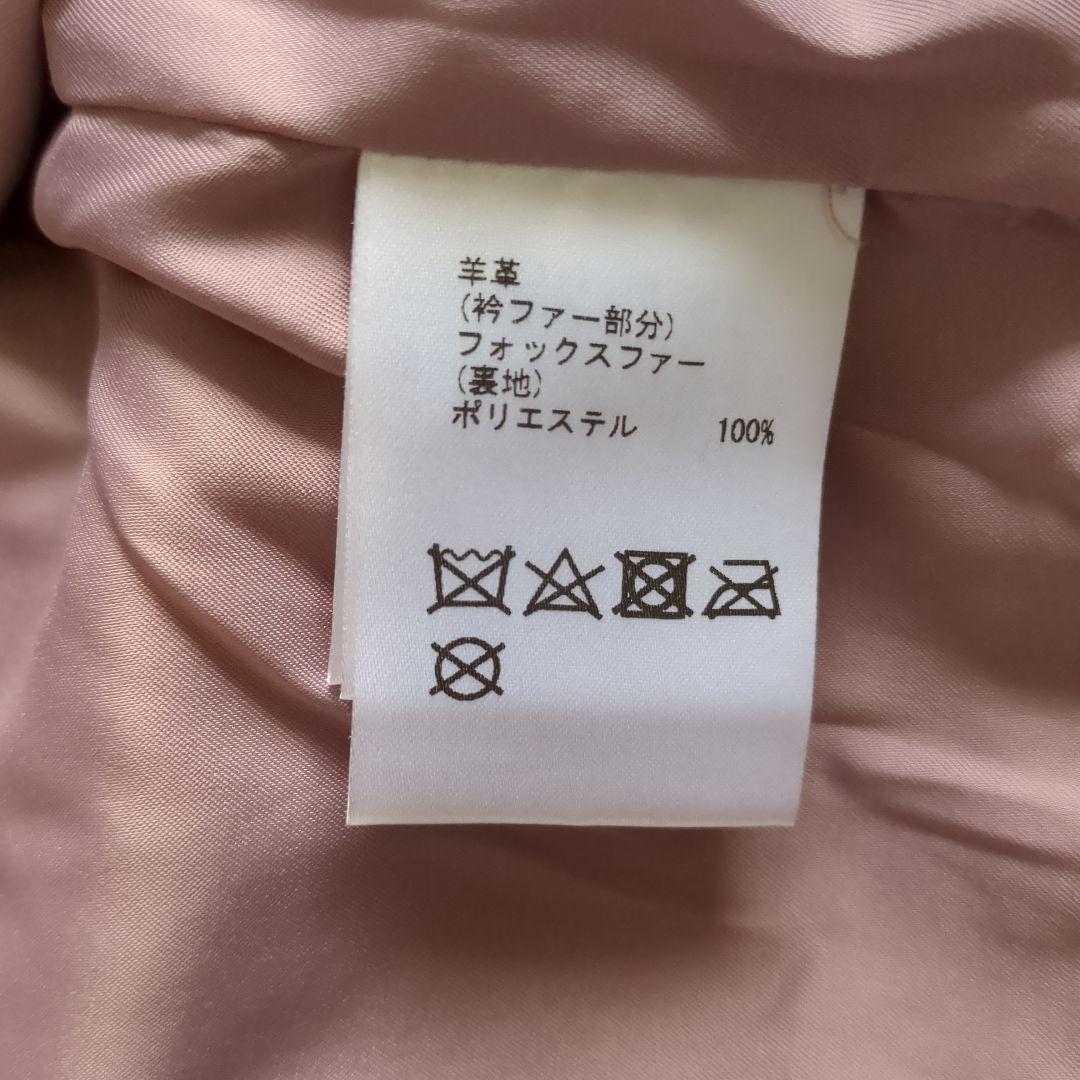 羊革
(衿ファー部分)
フォックスファー
(裏地)
ポリエステル 100%